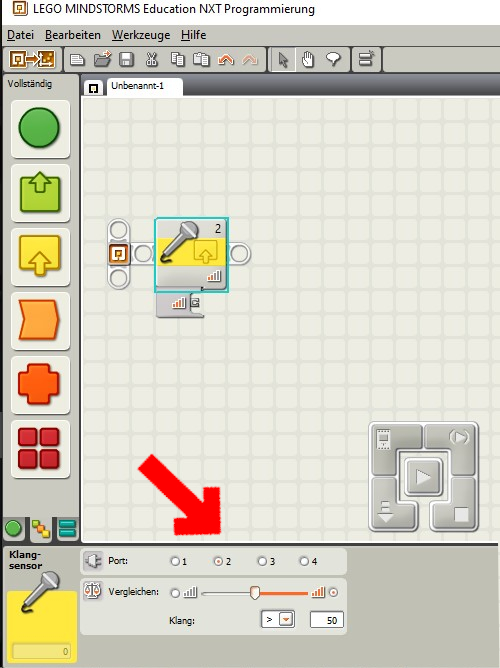 LEGO MINDSTORMS Education NXT Programmierung
Datei Bearbeiten Werkzeuge Hilfe
Vollständig
Unbenannt-1
2
Klang-
sensor
Port: 1 2 3 4
Vergleichen:
Klang: > 50
0